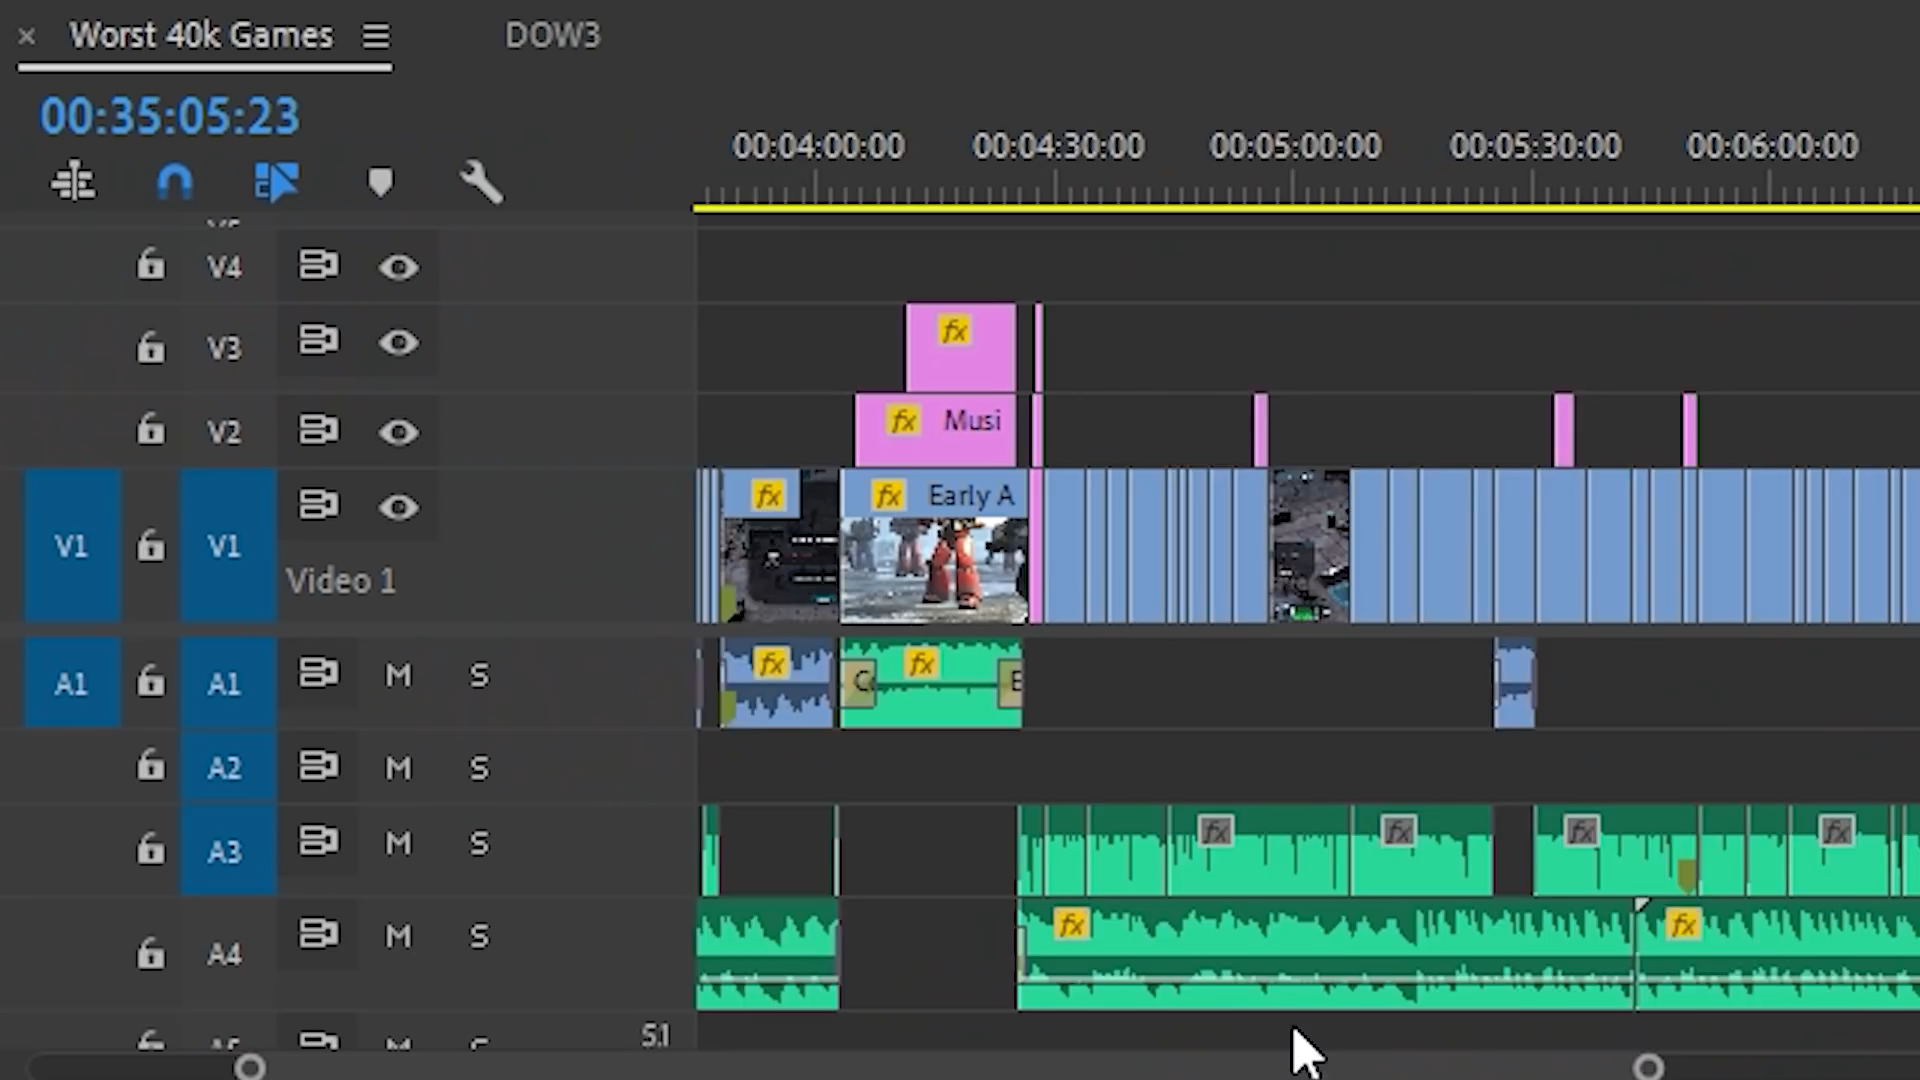 Worst 40k Games
DOW3
00:35:05:23
00:04:00:00 00:04:30:00 00:05:00:00 00:05:30:00 00:06:00:00
V4
V3
fx
V2
fx Musi
V1 V1
fx fx Early A
Video 1
A1 A1 M S
fx C fx E
A2 M S
A3 M S
fx fx fx fx
A4 M S
fx fx
5.1